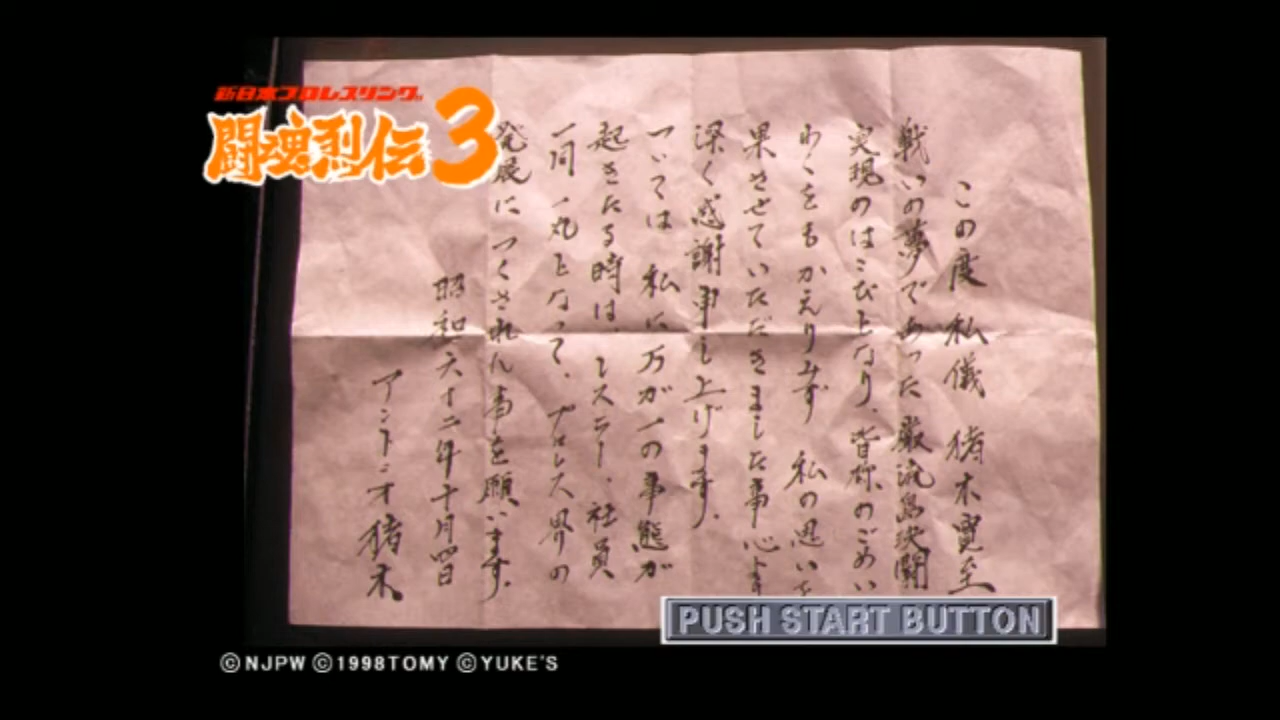 新日本プロレスリング
闘魂烈伝3
この度 私儀 猪木寛至
戦いの夢であった 巌流島決闘
実現のはこびとなり、皆称のごめい
わくをもかえりみず 私の思いを
果させていただきました事 心より
深く感謝申し上げます。
ついては 私に万が一の事態が
起きたる時は、レスラー、社員
一同一丸となって、プロレス界の
発展につくされん事を願います。
昭和六十二年十月四日
アントニオ猪木
PUSH START BUTTON
©NJPW ©1998TOMY ©YUKE'S